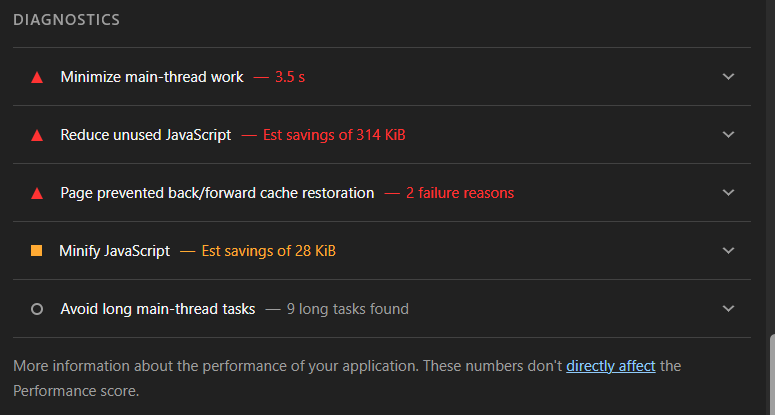 DIAGNOSTICS
Minimize main-thread work — 3.5 s
Reduce unused JavaScript — Est savings of 314 KiB
Page prevented back/forward cache restoration — 2 failure reasons
Minify JavaScript — Est savings of 28 KiB
Avoid long main-thread tasks — 9 long tasks found
More information about the performance of your application. These numbers don't directly affect the
Performance score.